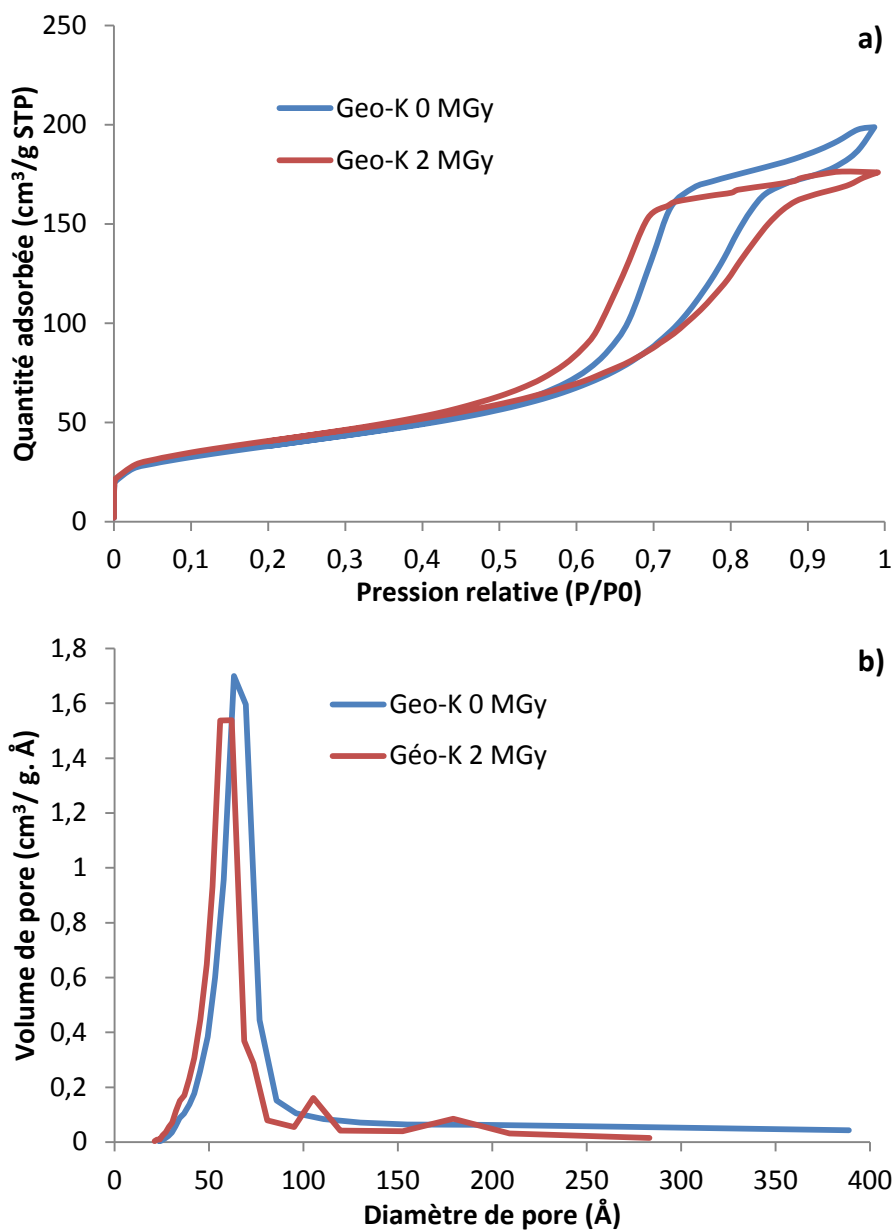 a)
250
200
150
100
50
0
Quantité adsorbée (cm³/g STP)
Geo-K 0 MGy
Geo-K 2 MGy
0 0,1 0,2 0,3 0,4 0,5 0,6 0,7 0,8 0,9 1
Pression relative (P/P0)
b)
1,8
1,6
1,4
1,2
1
0,8
0,6
0,4
0,2
0
Volume de pore (cm³/ g. Å)
Geo-K 0 MGy
Géo-K 2 MGy
0 50 100 150 200 250 300 350 400
Diamètre de pore (Å)